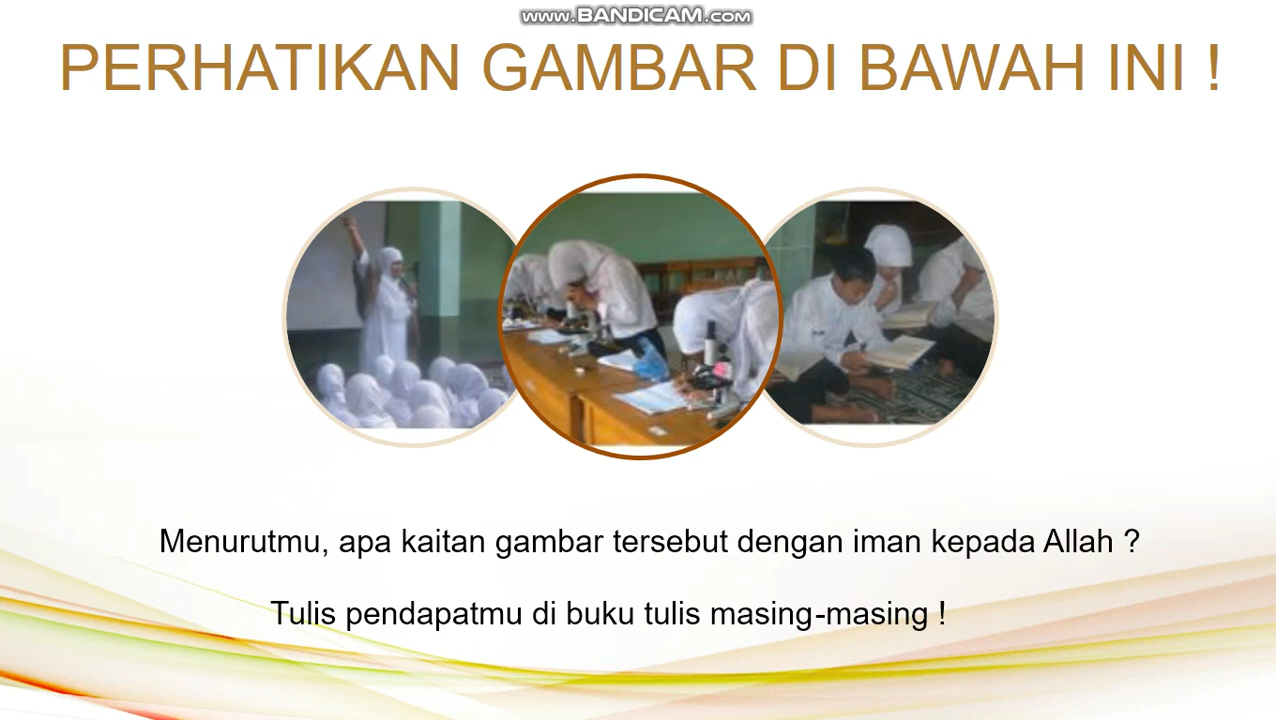 www.BANDICAM.com
PERHATIKAN GAMBAR DI BAWAH INI !
Menurutmu, apa kaitan gambar tersebut dengan iman kepada Allah ?
Tulis pendapatmu di buku tulis masing-masing !